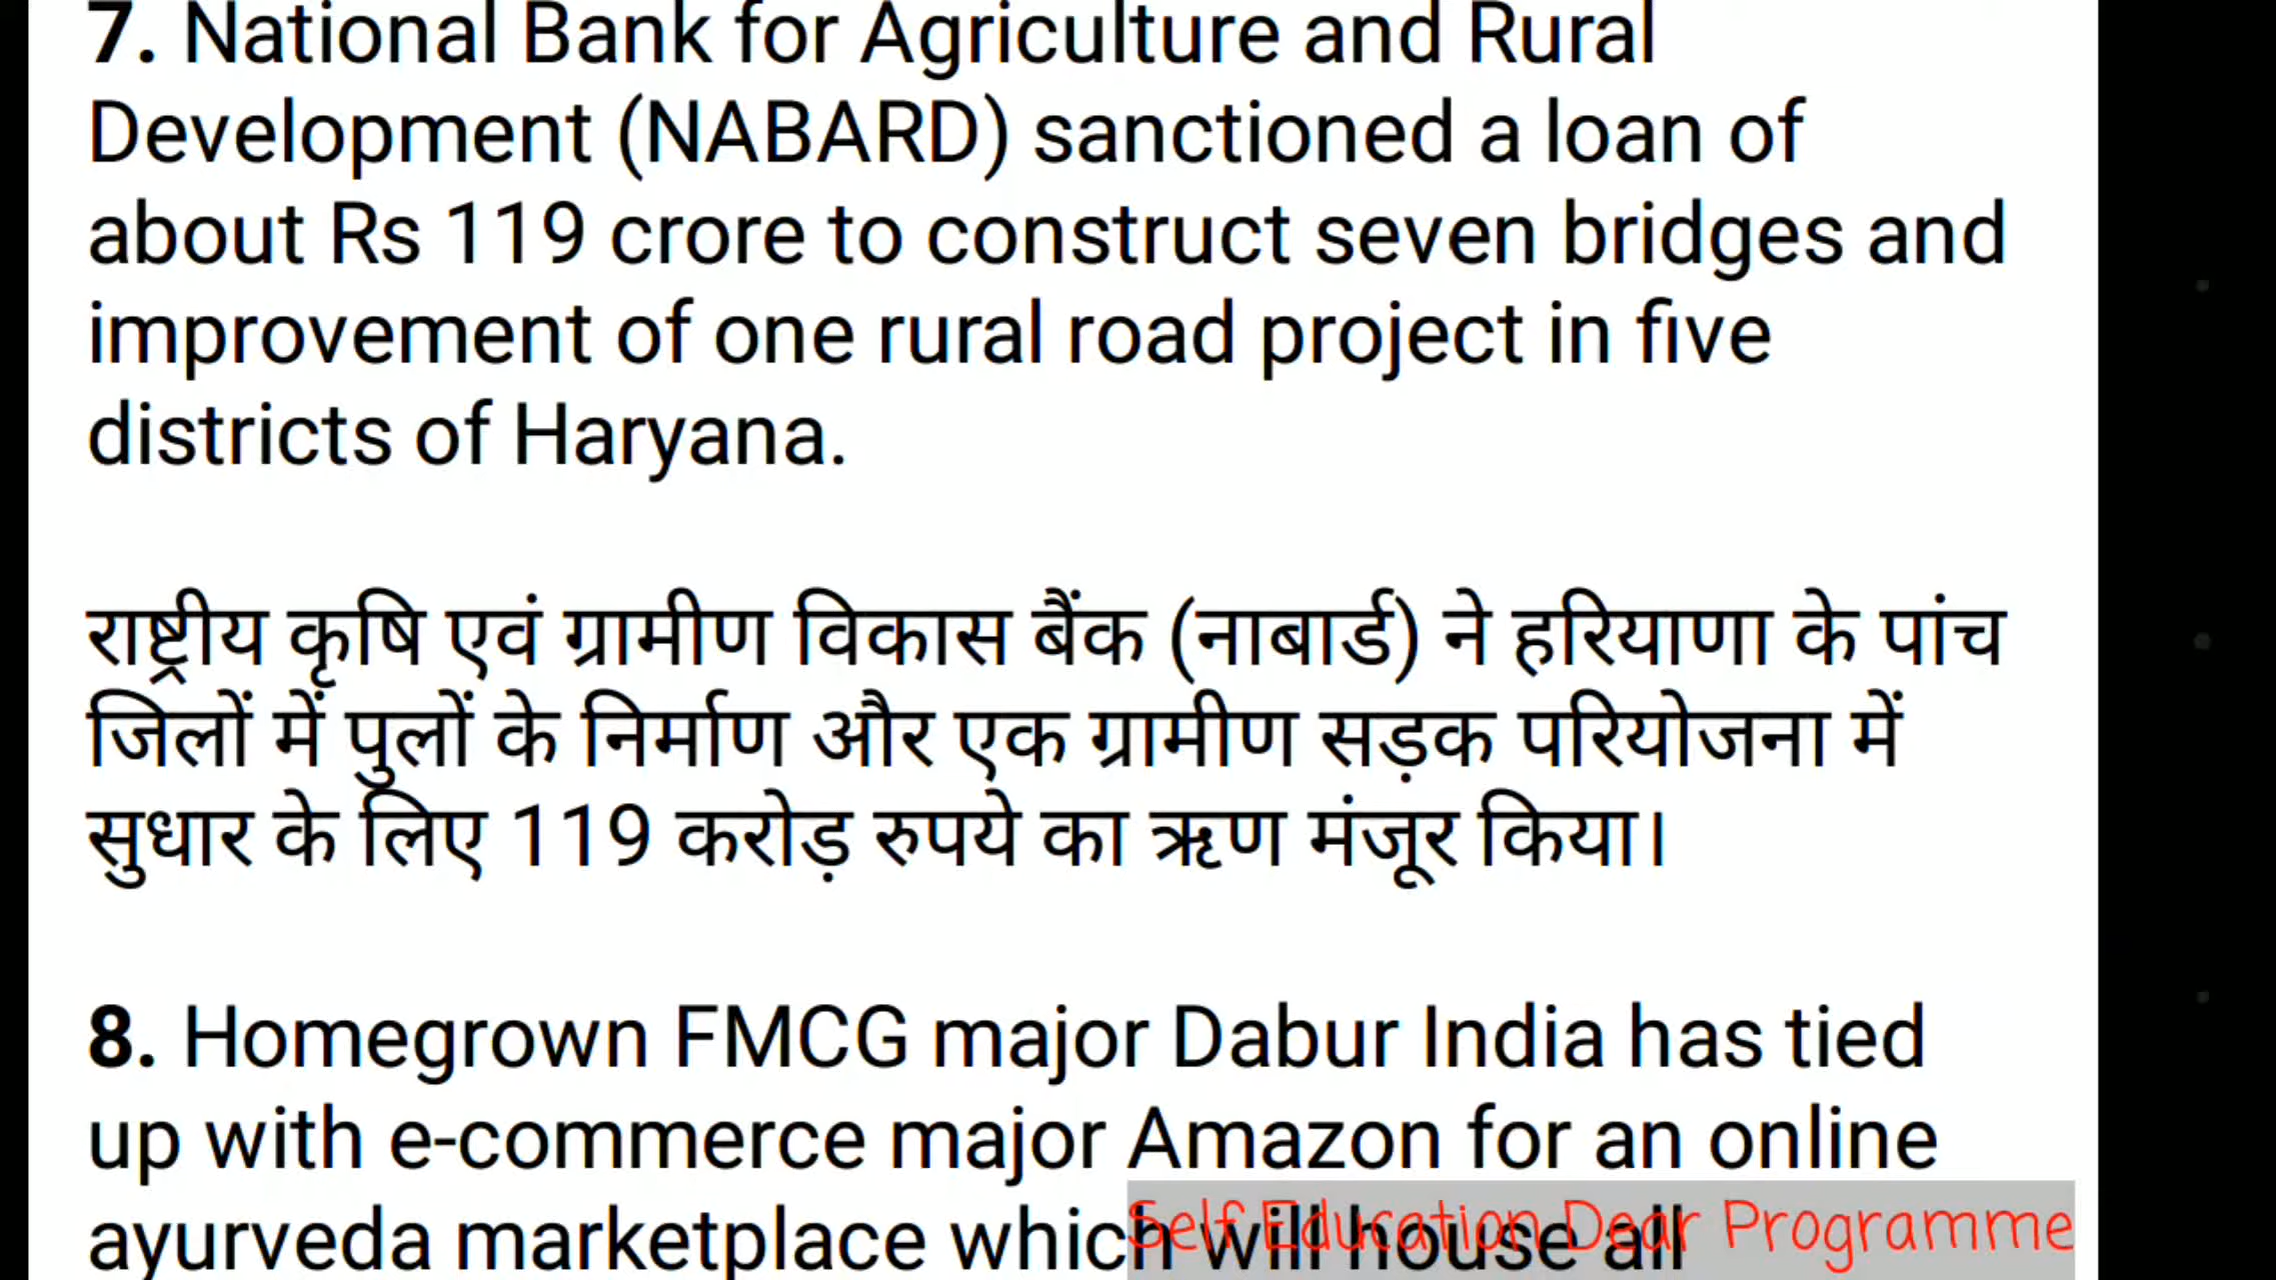 7. National Bank for Agriculture and Rural
Development (NABARD) sanctioned a loan of
about Rs 119 crore to construct seven bridges and
improvement of one rural road project in five
districts of Haryana.
राष्ट्रीय कृषि एवं ग्रामीण विकास बैंक (नाबार्ड) ने हरियाणा के पांच
जिलों में पुलों के निर्माण और एक ग्रामीण सड़क परियोजना में
सुधार के लिए 119 करोड़ रुपये का ऋण मंजूर किया।
8. Homegrown FMCG major Dabur India has tied
up with e-commerce major Amazon for an online
ayurveda marketplace which will house all
Self Education Dear Programme